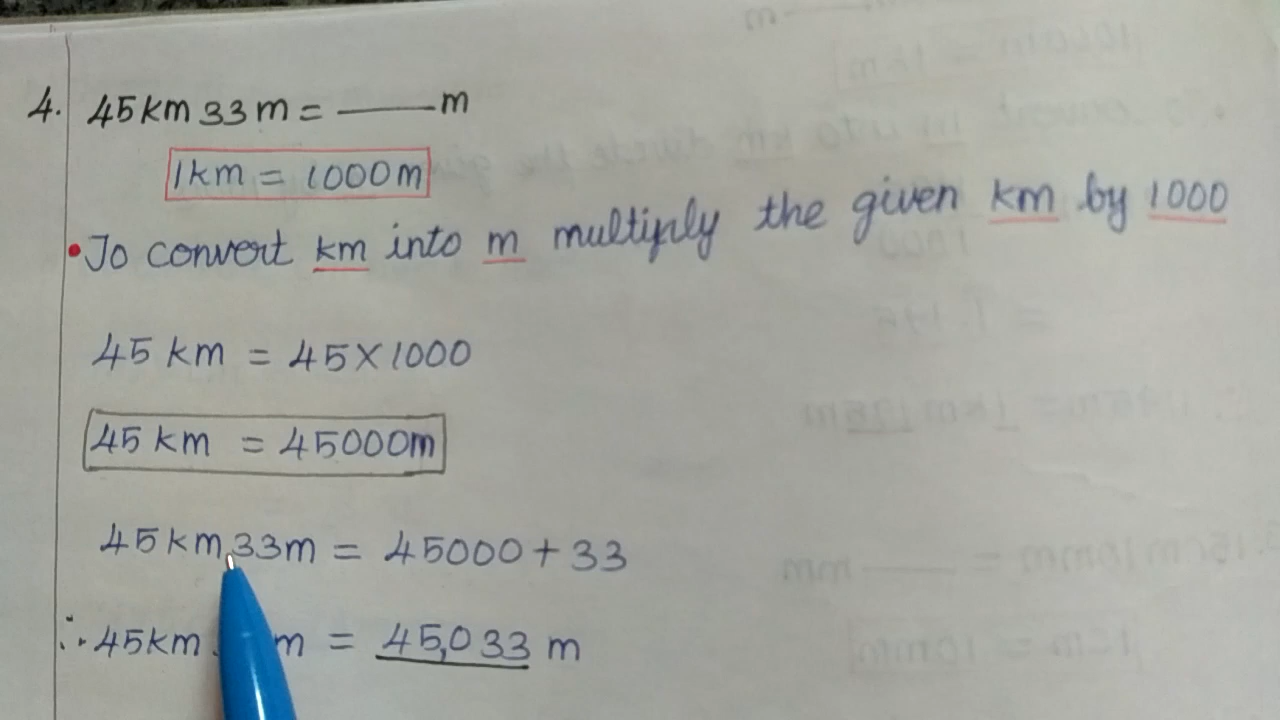 4. 45km 33m = ——— m
1km = 1000m
• To convert km into m multiply the given km by 1000
45 km = 45×1000
45 km = 45000m
45km 33m = 45000 + 33
∴ 45km m = 45,033 m